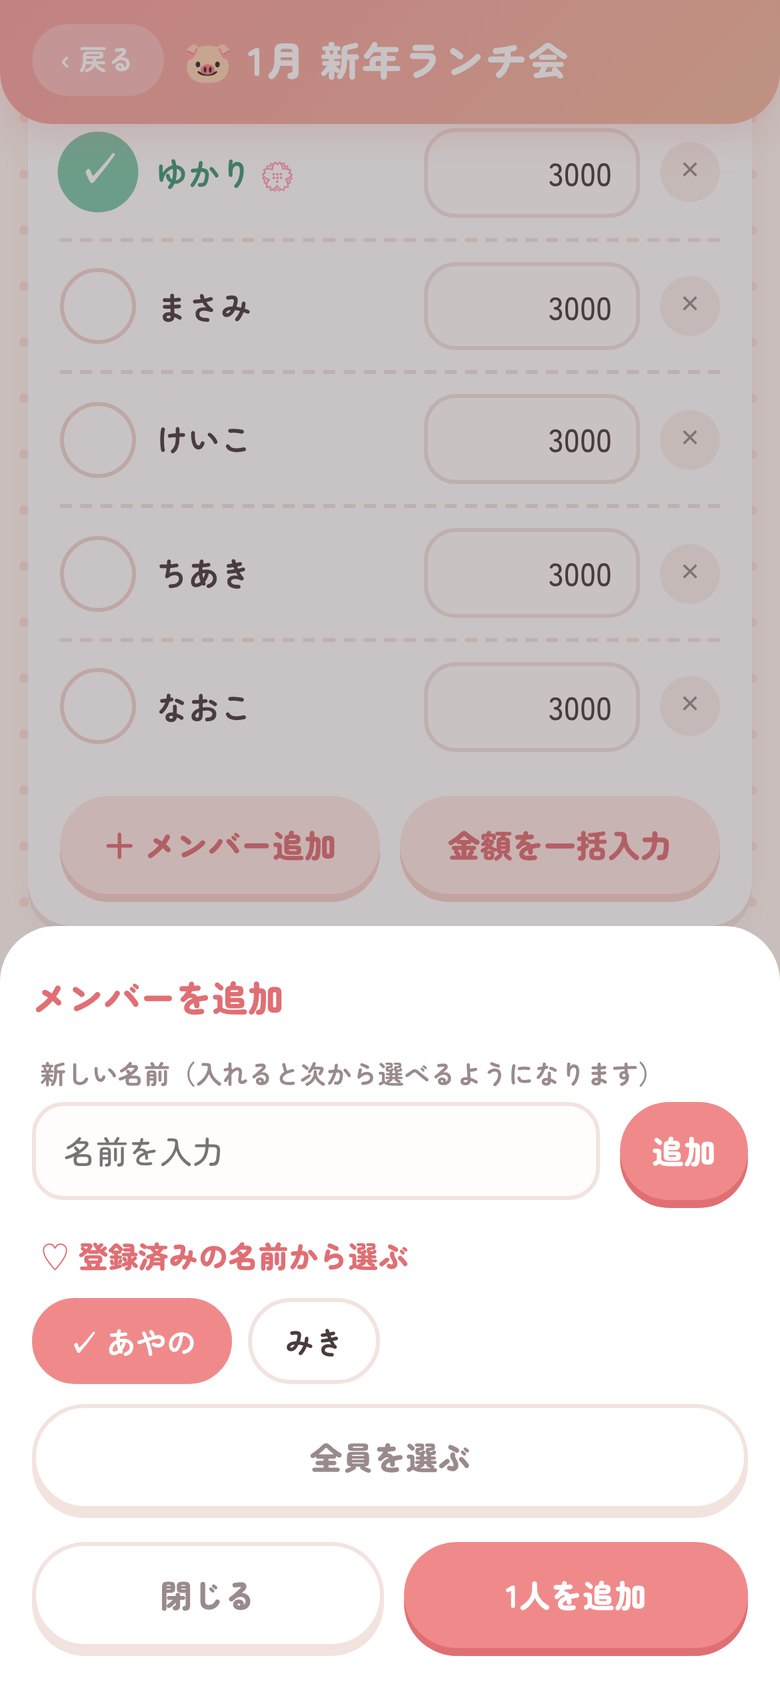 ‹ 戻る 🐷 1月 新年ランチ会
✓ ゆかり 💮 3000 ×
まさみ 3000 ×
けいこ 3000 ×
ちあき 3000 ×
なおこ 3000 ×
＋ メンバー追加 金額を一括入力
メンバーを追加
新しい名前（入れると次から選べるようになります）
名前を入力 追加
♡ 登録済みの名前から選ぶ
✓ あやの みき
全員を選ぶ
閉じる 1人を追加